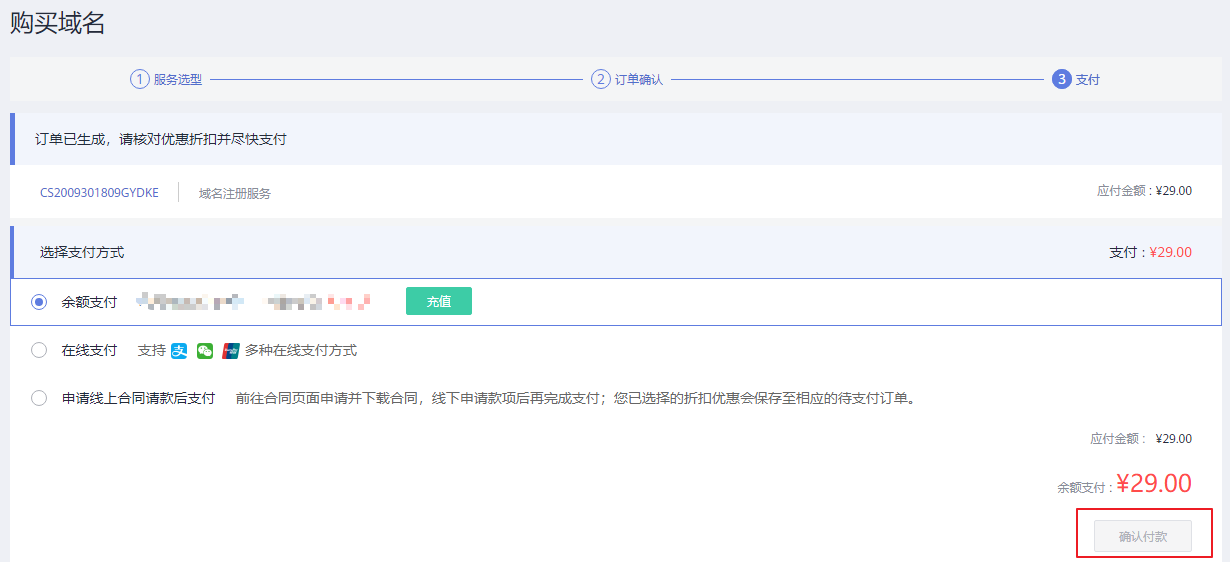 购买域名
1 服务选型 2 订单确认 3 支付
订单已生成，请核对优惠折扣并尽快支付
CS2009301809GYDKE 域名注册服务 应付金额：¥29.00
选择支付方式 支付：¥29.00
余额支付 充值
在线支付 支持 支 多种在线支付方式
申请线上合同请款后支付 前往合同页面申请并下载合同，线下申请款项后再完成支付；您已选择的折扣优惠会保存至相应的待支付订单。
应付金额： ¥29.00
余额支付：¥29.00
确认付款